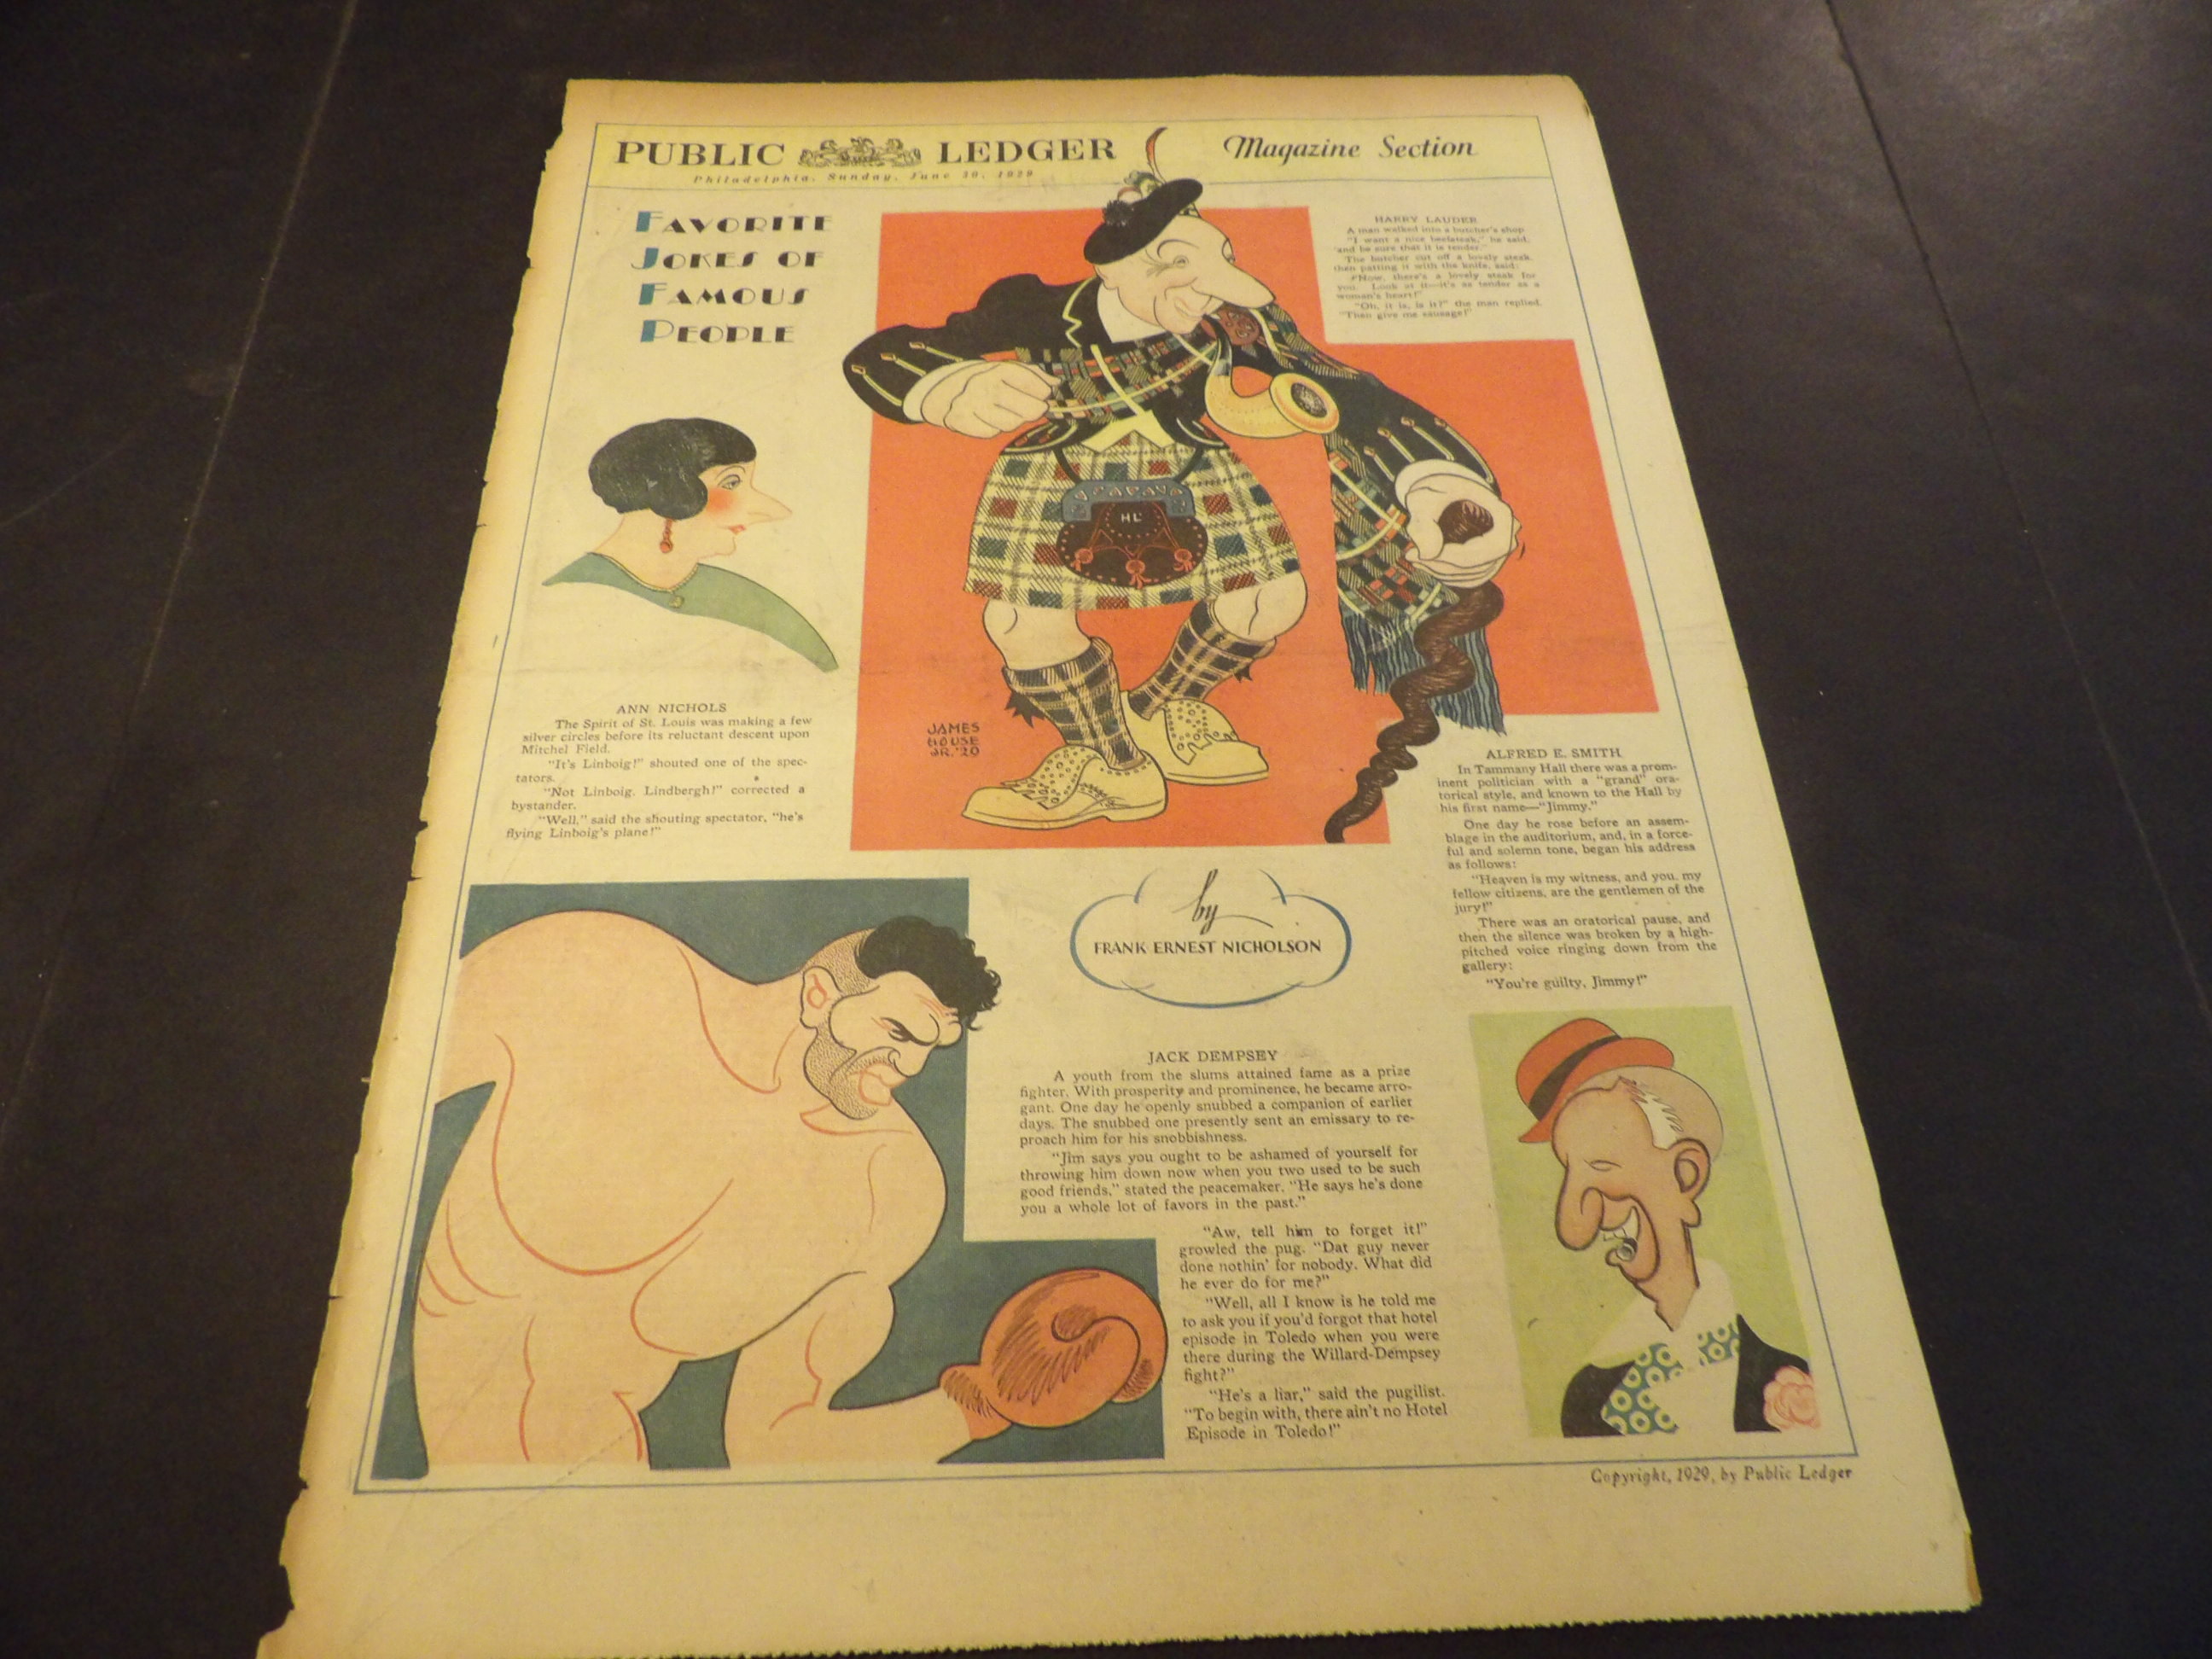 PUBLIC LEDGER
Magazine Section
Philadelphia, Sunday, June 30, 1929
FAVORITE
JOKES OF
FAMOUS
PEOPLE
HARRY LAUDER
A man walked into a butcher's shop.
"I want a nice beefsteak," he said,
"and be sure that it is tender."
The butcher cut off a lovely steak,
then patting it with the knife, said:
"Now, there's a lovely steak for
you. Look at it—it's as tender as a
woman's heart!"
"Oh, it is, is it?" the man replied.
"Then give me sausage!"
HL
JAMES
HOUSE
JR. '29
ANN NICHOLS
The Spirit of St. Louis was making a few
silver circles before its reluctant descent upon
Mitchel Field.
"It's Linboig!" shouted one of the spec-
tators.
"Not Linboig. Lindbergh!" corrected a
bystander.
"Well," said the shouting spectator, "he's
flying Linboig's plane!"
ALFRED E. SMITH
In Tammany Hall there was a prom-
inent politician with a "grand" ora-
torical style, and known to the Hall by
his first name—"Jimmy."
One day he rose before an assem-
blage in the auditorium, and, in a force-
ful and solemn tone, began his address
as follows:
"Heaven is my witness, and you, my
fellow citizens, are the gentlemen of the
jury!"
There was an oratorical pause, and
then the silence was broken by a high-
pitched voice ringing down from the
gallery:
"You're guilty, Jimmy!"
by
FRANK ERNEST NICHOLSON
JACK DEMPSEY
A youth from the slums attained fame as a prize
fighter. With prosperity and prominence, he became arro-
gant. One day he openly snubbed a companion of earlier
days. The snubbed one presently sent an emissary to re-
proach him for his snobbishness.
"Jim says you ought to be ashamed of yourself for
throwing him down now when you two used to be such
good friends," stated the peacemaker. "He says he's done
you a whole lot of favors in the past."
"Aw, tell him to forget it!"
growled the pug. "Dat guy never
done nothin' for nobody. What did
he ever do for me?"
"Well, all I know is he told me
to ask you if you'd forgot that hotel
episode in Toledo when you were
there during the Willard-Dempsey
fight?"
"He's a liar," said the pugilist.
"To begin with, there ain't no Hotel
Episode in Toledo!"
Copyright, 1929, by Public Ledger